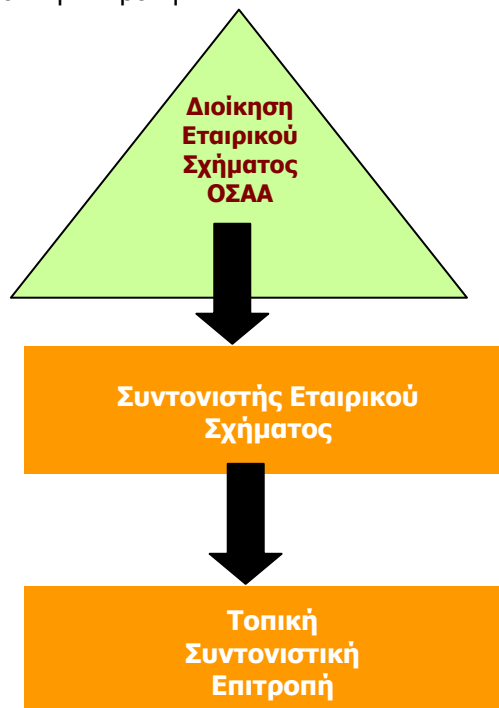 Διοίκηση
Εταιρικού
Σχήματος
ΟΣΑΑ
Συντονιστής Εταιρικού
Σχήματος
Τοπική
Συντονιστική
Επιτροπή